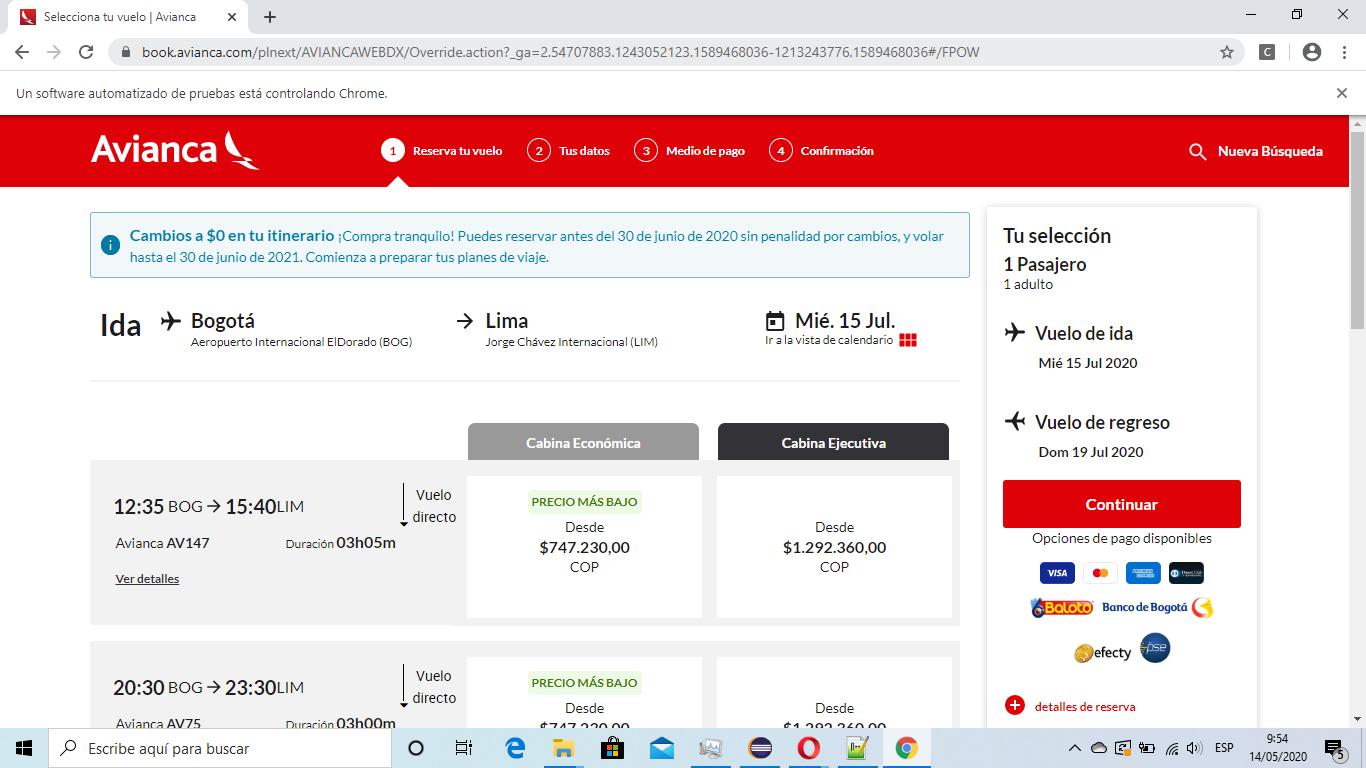 Selecciona tu vuelo | Avianca
book.avianca.com/plnext/AVIANCAWEBDX/Override.action?_ga=2.54707883.1243052123.1589468036-1213243776.1589468036#/FPOW
Un software automatizado de pruebas está controlando Chrome.
Avianca
1 Reserva tu vuelo
2 Tus datos
3 Medio de pago
4 Confirmación
Nueva Búsqueda
Cambios a $0 en tu itinerario ¡Compra tranquilo! Puedes reservar antes del 30 de junio de 2020 sin penalidad por cambios, y volar
hasta el 30 de junio de 2021. Comienza a preparar tus planes de viaje.
Ida
Bogotá
Aeropuerto Internacional ElDorado (BOG)
Lima
Jorge Chávez Internacional (LIM)
Mié. 15 Jul.
Ir a la vista de calendario
Cabina Económica
Cabina Ejecutiva
12:35 BOG → 15:40LIM
Vuelo
directo
Avianca AV147
Duración 03h05m
Ver detalles
PRECIO MÁS BAJO
Desde
$747.230,00
COP
Desde
$1.292.360,00
COP
20:30 BOG → 23:30LIM
Vuelo
directo
Avianca AV75
Duración 03h00m
PRECIO MÁS BAJO
Desde
$747.230,00
Desde
$1.292.360,00
Tu selección
1 Pasajero
1 adulto
Vuelo de ida
Mié 15 Jul 2020
Vuelo de regreso
Dom 19 Jul 2020
Continuar
Opciones de pago disponibles
VISA
Baloto
Banco de Bogotá
efecty
pse
detalles de reserva
Escribe aquí para buscar
ESP
9:54
14/05/2020
5